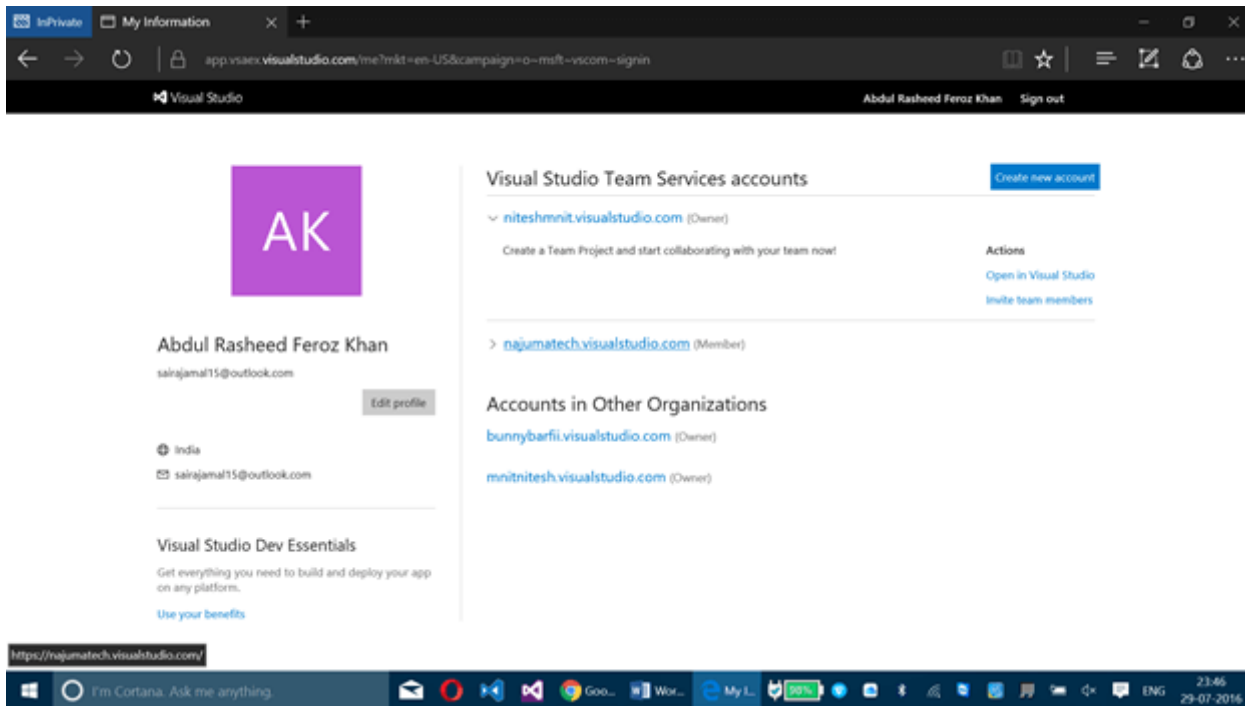 InPrivate My Information
app.vsaex.visualstudio.com/me?mkt=en-US&campaign=o~msft~vscom~signin
Visual Studio Abdul Rasheed Feroz Khan Sign out
AK
Abdul Rasheed Feroz Khan
sairajamal15@outlook.com
Edit profile
India
sairajamal15@outlook.com
Visual Studio Dev Essentials
Get everything you need to build and deploy your app
on any platform.
Use your benefits
Visual Studio Team Services accounts
Create new account
niteshmnit.visualstudio.com (Owner)
Create a Team Project and start collaborating with your team now!
Actions
Open in Visual Studio
Invite team members
najumatech.visualstudio.com (Member)
Accounts in Other Organizations
bunnybarfii.visualstudio.com (Owner)
mnitnitesh.visualstudio.com (Owner)
https://najumatech.visualstudio.com/
I'm Cortana. Ask me anything. Goo... Wor... My I... ENG 23:46
29-07-2016